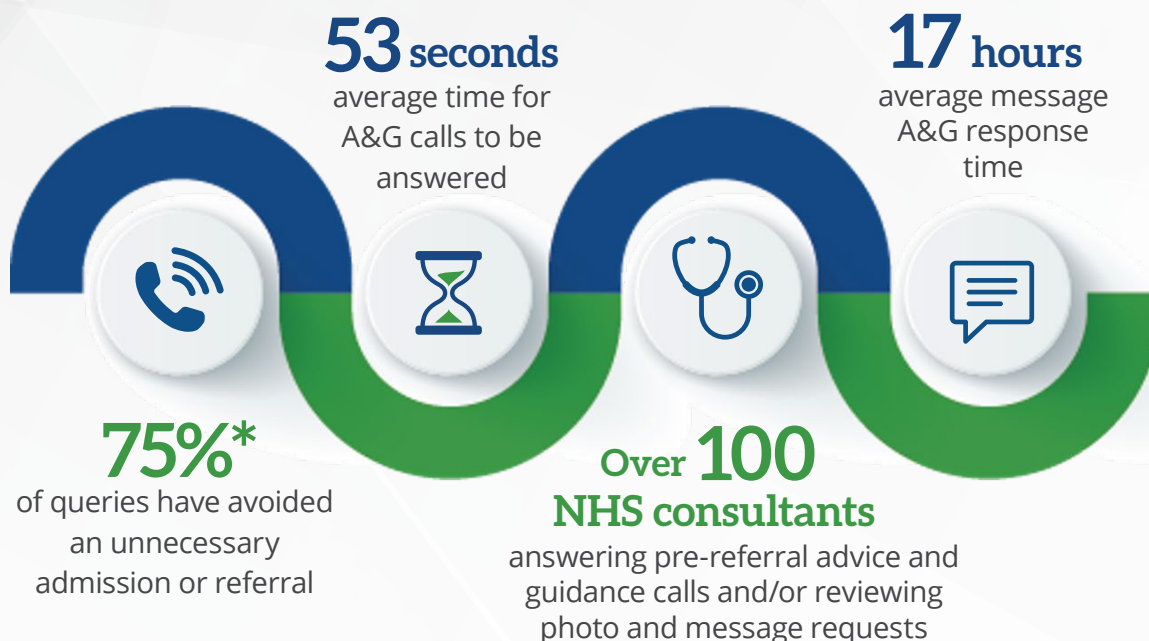 53 seconds
average time for
A&G calls to be
answered
17 hours
average message
A&G response
time
75%*
of queries have avoided
an unnecessary
admission or referral
Over 100
NHS consultants
answering pre-referral advice and
guidance calls and/or reviewing
photo and message requests